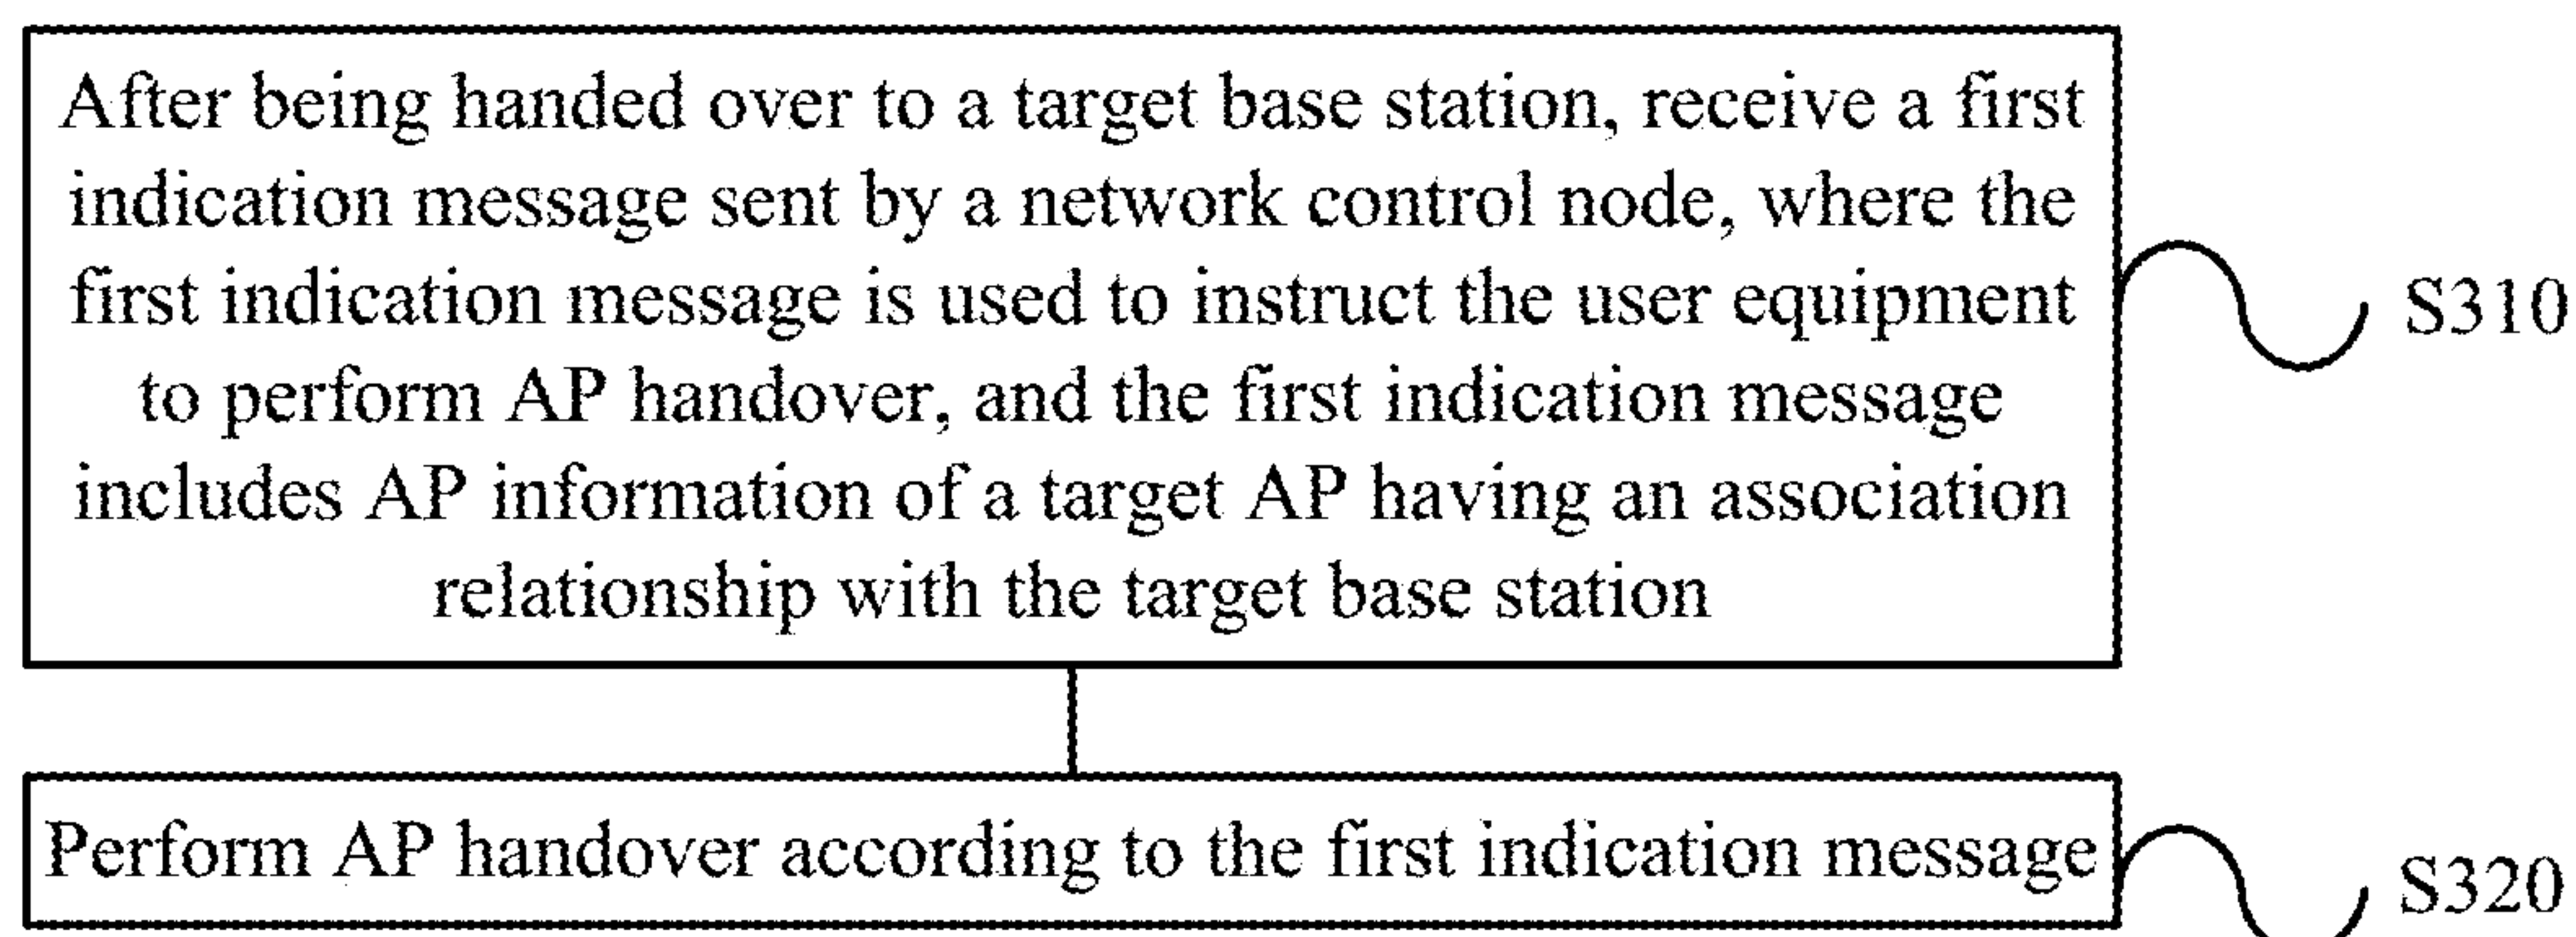 After being handed over to a target base station, receive a first
indication message sent by a network control node, where the
first indication message is used to instruct the user equipment
to perform AP handover, and the first indication message
includes AP information of a target AP having an association
relationship with the target base station
S310
Perform AP handover according to the first indication message
S320